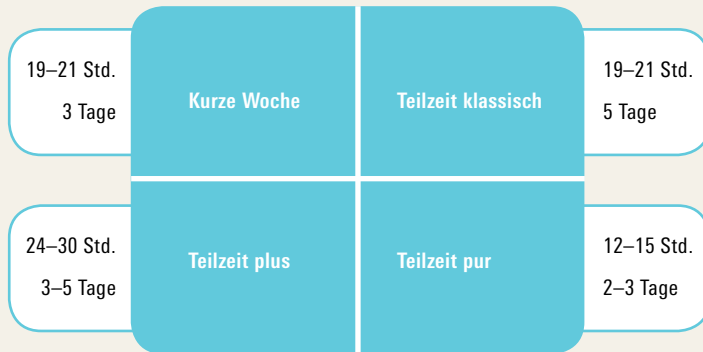 19–21 Std.
3 Tage
Kurze Woche
Teilzeit klassisch
19–21 Std.
5 Tage
24–30 Std.
3–5 Tage
Teilzeit plus
Teilzeit pur
12–15 Std.
2–3 Tage